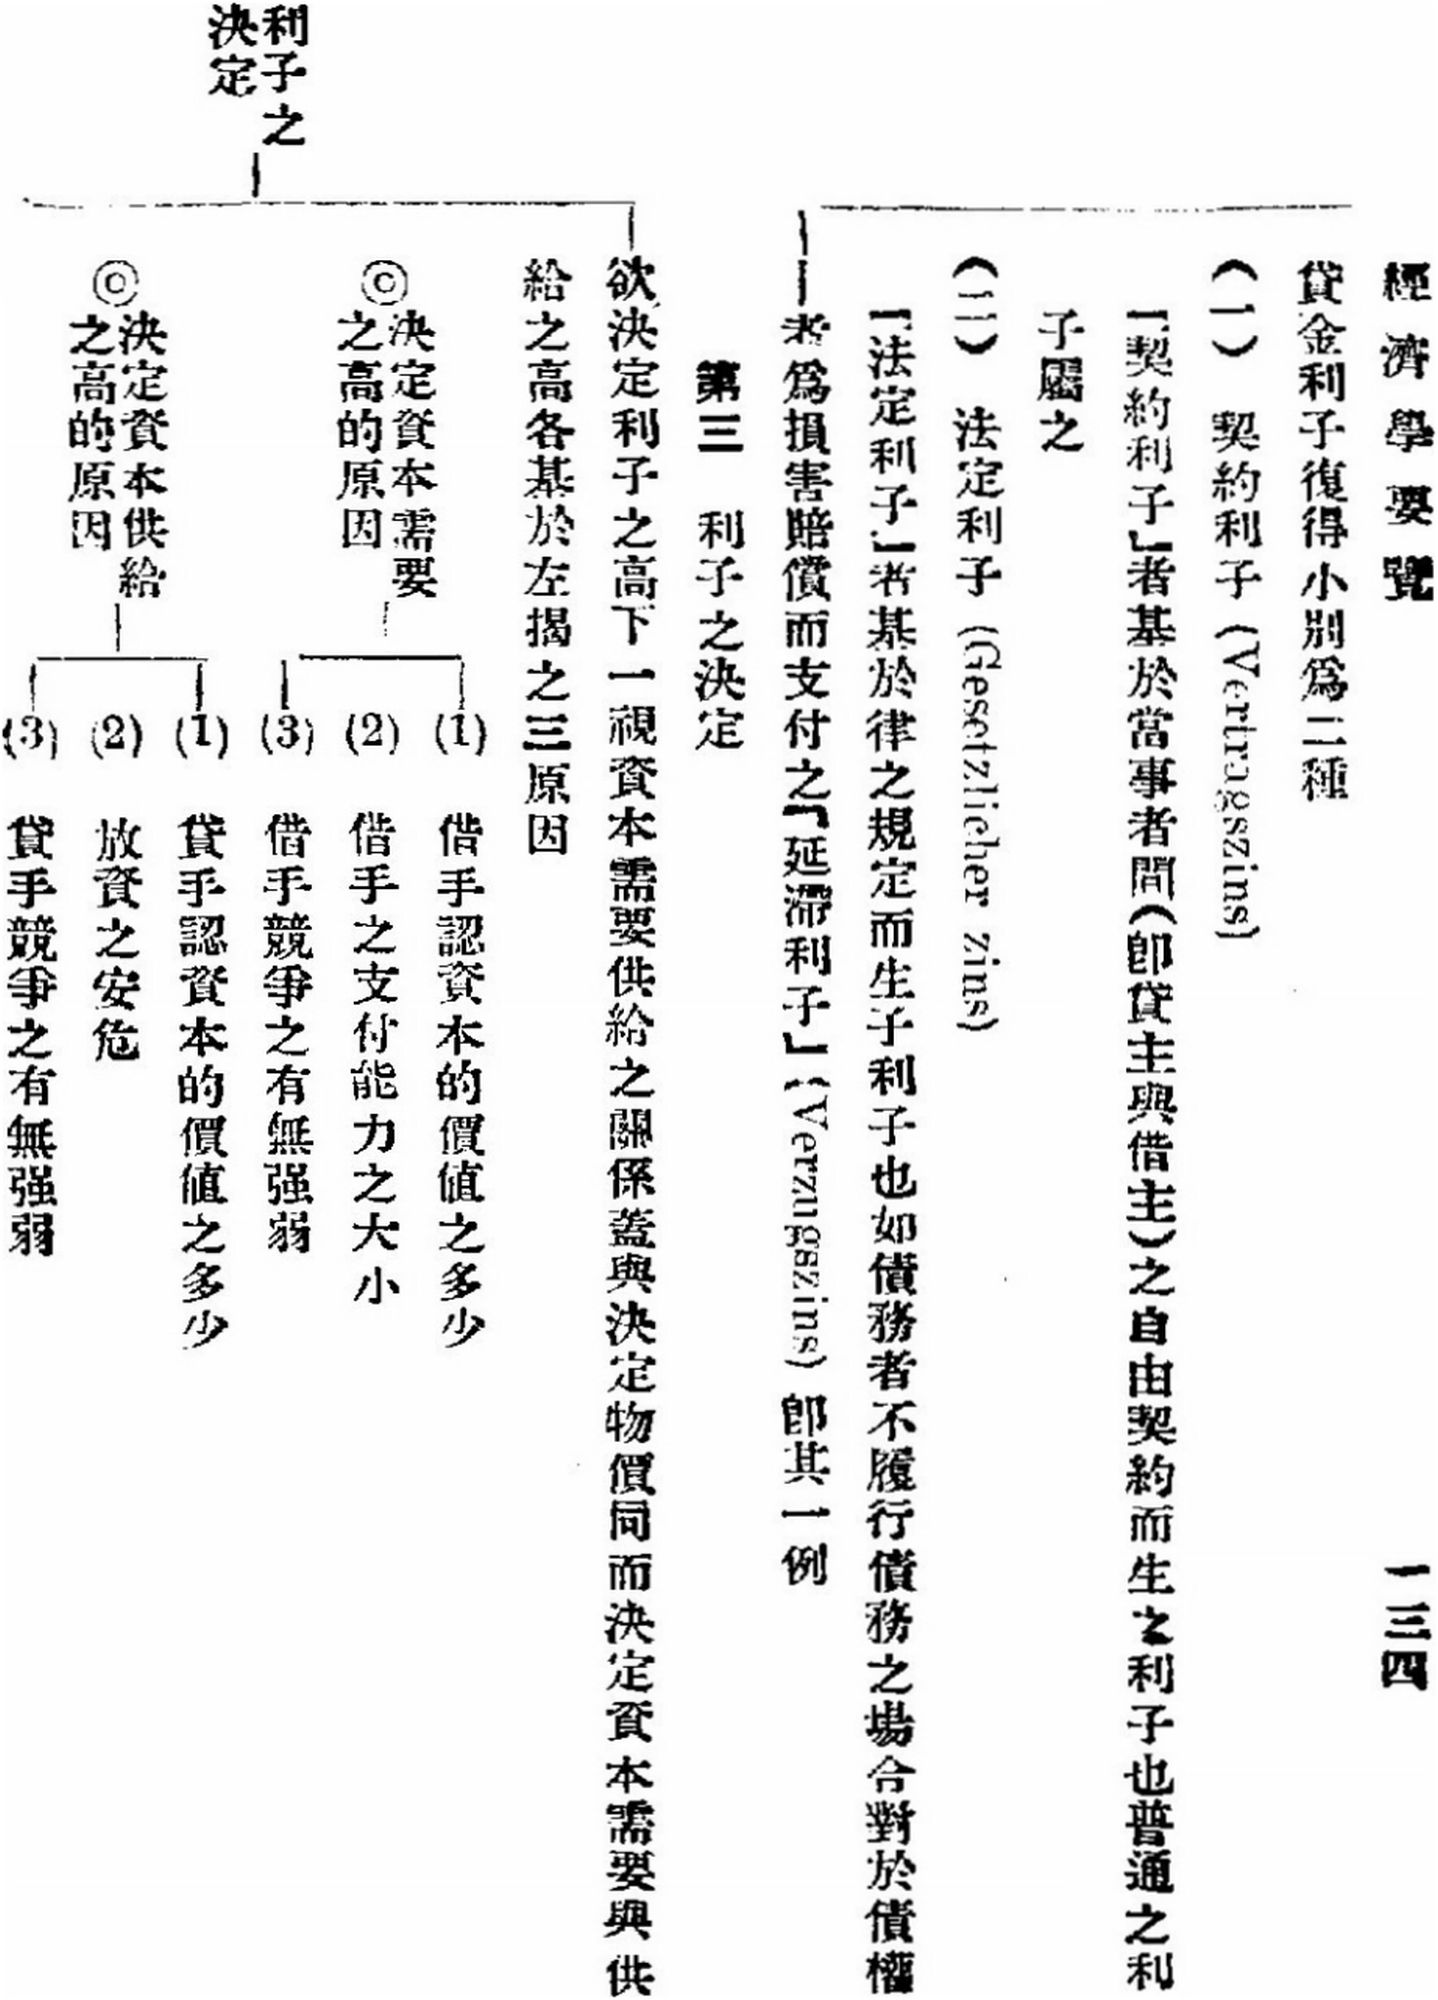 經濟學要覽
一三四
貸金利子復得小別爲二種
(一) 契約利子 (Vertragszins)
「契約利子」者基於當事者間(卽貸主與借主)之自由契約而生之利子也普通之利
子屬之
(二) 法定利子 (Gesetzlicher zins)
「法定利子」者基於律之規定而生子利子也如債務者不履行債務之場合對於債權
者爲損害賠償而支付之「延滯利子」(Verzugszins) 卽其一例
第三 利子之決定
欲決定利子之高下一視資本需要供給之關係蓋與決定物價同而決定資本需要與供
給之高各基於左揭之三原因
利子之
決定
◎決定資本需要
之高的原因
(1) 借手認資本的價値之多少
(2) 借手之支付能力之大小
(3) 借手競爭之有無强弱
◎決定資本供給
之高的原因
(1) 貸手認資本的價値之多少
(2) 放資之安危
(3) 貸手競爭之有無强弱